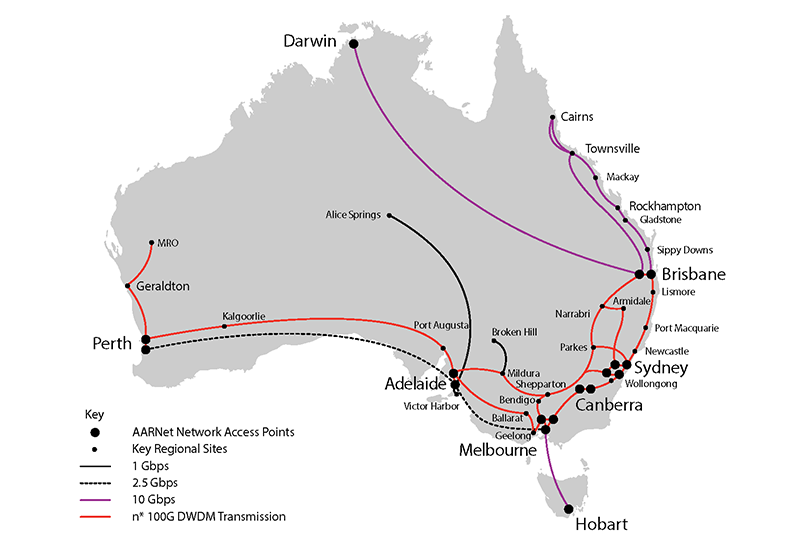 Darwin
Cairns
Townsville
Mackay
Rockhampton
Gladstone
Alice Springs
MRO
Sippy Downs
Brisbane
Geraldton
Lismore
Armidale
Narrabri
Kalgoorlie
Port Augusta
Broken Hill
Port Macquarie
Perth
Parkes
Newcastle
Sydney
Mildura
Adelaide
Shepparton
Wollongong
Bendigo
Canberra
Victor Harbor
Ballarat
Geelong
Melbourne
Key
AARNet Network Access Points
Key Regional Sites
1 Gbps
2.5 Gbps
10 Gbps
n* 100G DWDM Transmission
Hobart